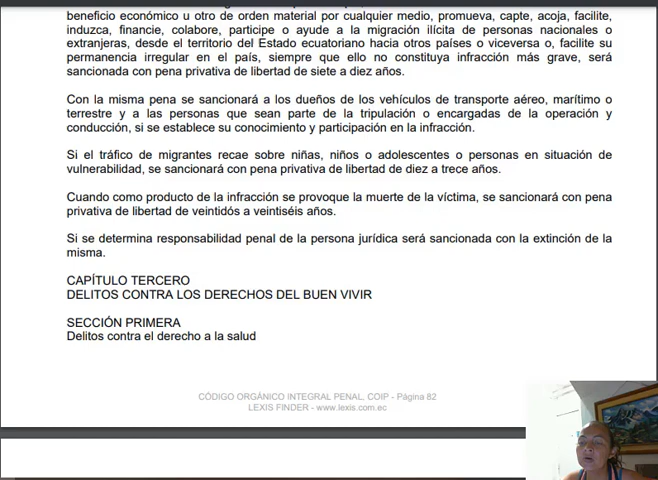 beneficio económico u otro de orden material por cualquier medio, promueva, capte, acoja, facilite,
induzca, financie, colabore, participe o ayude a la migración ilícita de personas nacionales o
extranjeras, desde el territorio del Estado ecuatoriano hacia otros países o viceversa o, facilite su
permanencia irregular en el país, siempre que ello no constituya infracción más grave, será
sancionada con pena privativa de libertad de siete a diez años.
Con la misma pena se sancionará a los dueños de los vehículos de transporte aéreo, marítimo o
terrestre y a las personas que sean parte de la tripulación o encargadas de la operación y
conducción, si se establece su conocimiento y participación en la infracción.
Si el tráfico de migrantes recae sobre niñas, niños o adolescentes o personas en situación de
vulnerabilidad, se sancionará con pena privativa de libertad de diez a trece años.
Cuando como producto de la infracción se provoque la muerte de la víctima, se sancionará con pena
privativa de libertad de veintidós a veintiséis años.
Si se determina responsabilidad penal de la persona jurídica será sancionada con la extinción de la
misma.
CAPÍTULO TERCERO
DELITOS CONTRA LOS DERECHOS DEL BUEN VIVIR
SECCIÓN PRIMERA
Delitos contra el derecho a la salud
CÓDIGO ORGÁNICO INTEGRAL PENAL, COIP - Página 82
LEXIS FINDER - www.lexis.com.ec